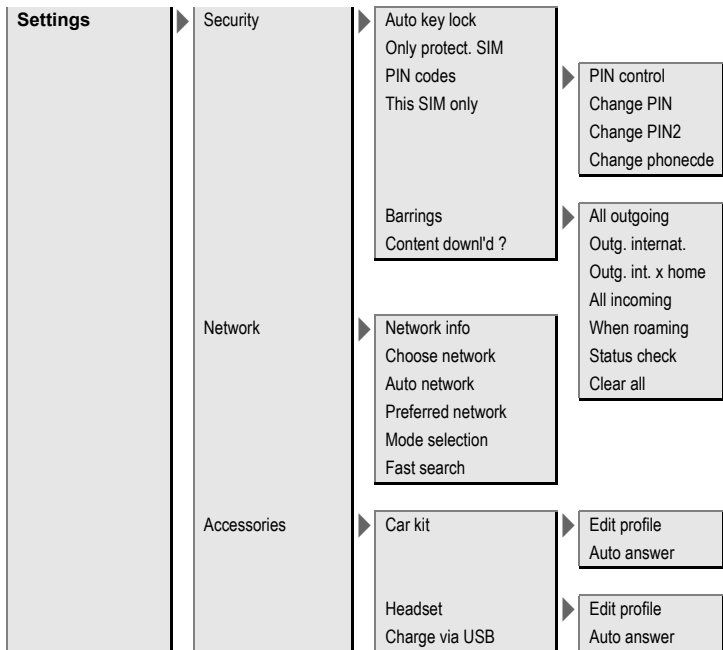 Settings
Security
Auto key lock
Only protect. SIM
PIN codes
This SIM only
PIN control
Change PIN
Change PIN2
Change phonecde
Barrings
Content downl'd ?
All outgoing
Outg. internat.
Outg. int. x home
All incoming
When roaming
Status check
Clear all
Network
Network info
Choose network
Auto network
Preferred network
Mode selection
Fast search
Accessories
Car kit
Edit profile
Auto answer
Headset
Charge via USB
Edit profile
Auto answer